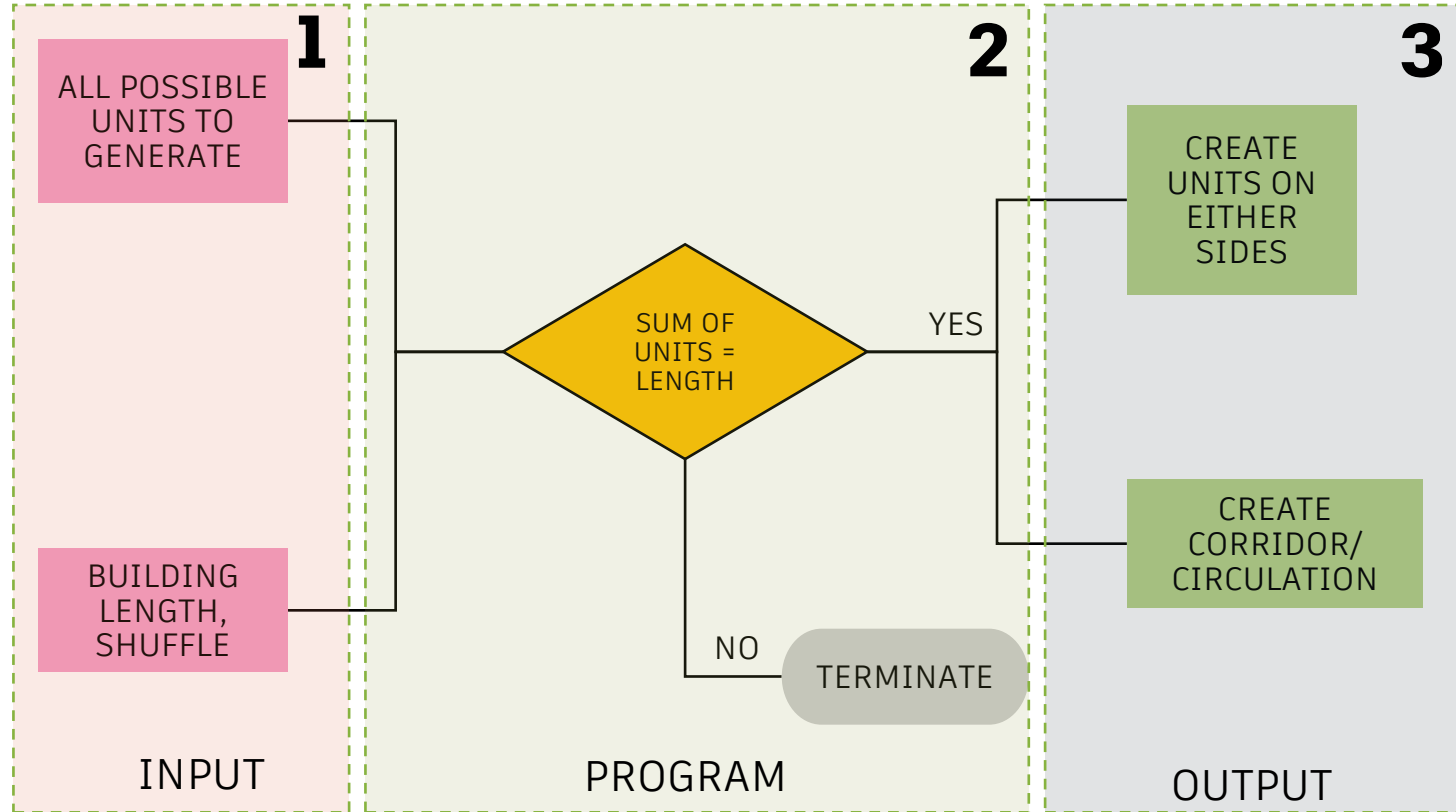 1
ALL POSSIBLE
UNITS TO
GENERATE
BUILDING
LENGTH,
SHUFFLE
INPUT
2
SUM OF
UNITS =
LENGTH
YES
NO
TERMINATE
PROGRAM
3
CREATE
UNITS ON
EITHER
SIDES
CREATE
CORRIDOR/
CIRCULATION
OUTPUT